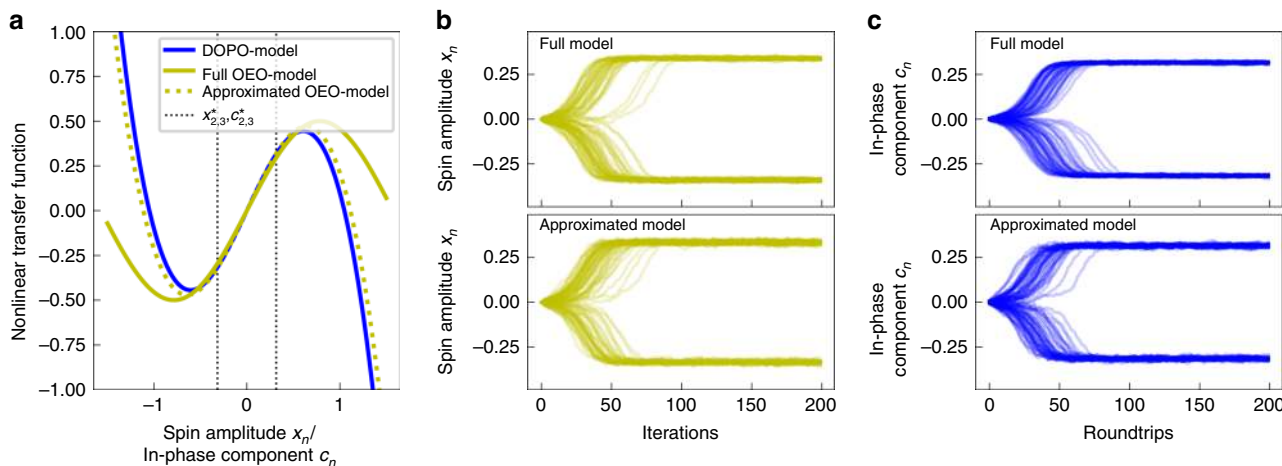 a
1.00
0.75
0.50
0.25
0.00
−0.25
−0.50
−0.75
−1.00
Nonlinear transfer function
DOPO-model
Full OEO-model
Approximated OEO-model
x*2,3,c*2,3
−1
0
1
Spin amplitude xn/
In-phase component cn
b
Full model
0.25
0.00
−0.25
Spin amplitude xn
Approximated model
0.25
0.00
−0.25
Spin amplitude xn
0
50
100
150
200
Iterations
c
Full model
0.25
0.00
−0.25
In-phase
component cn
Approximated model
0.25
0.00
−0.25
In-phase
component cn
0
50
100
150
200
Roundtrips